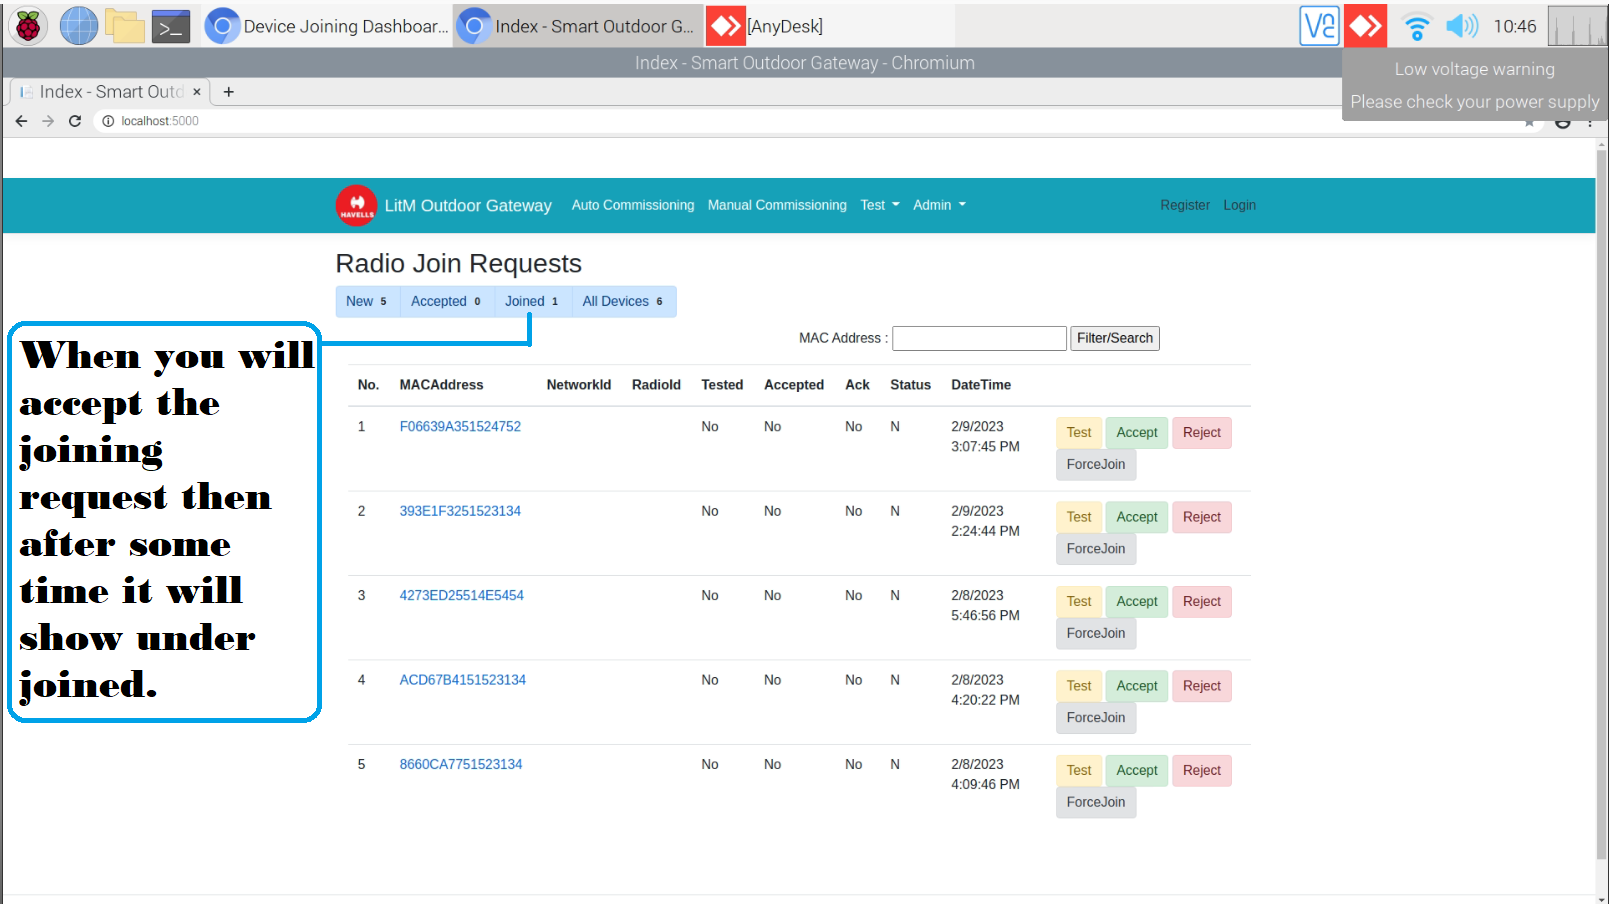 Device Joining Dashboar...
Index - Smart Outdoor G...
[AnyDesk]
10:46
Index - Smart Outdoor Gateway - Chromium
Low voltage warning
Please check your power supply
Index - Smart Outd
localhost:5000
HAVELLS
LitM Outdoor Gateway Auto Commissioning Manual Commissioning Test Admin Register Login
Radio Join Requests
New 5 Accepted 0 Joined 1 All Devices 6
MAC Address : Filter/Search
When you will
accept the
joining
request then
after some
time it will
show under
joined.
No. MACAddress NetworkId RadioId Tested Accepted Ack Status DateTime
1 F06639A351524752 No No No N 2/9/2023
3:07:45 PM
Test Accept Reject
ForceJoin
2 393E1F3251523134 No No No N 2/9/2023
2:24:44 PM
Test Accept Reject
ForceJoin
3 4273ED25514E5454 No No No N 2/8/2023
5:46:56 PM
Test Accept Reject
ForceJoin
4 ACD67B4151523134 No No No N 2/8/2023
4:20:22 PM
Test Accept Reject
ForceJoin
5 8660CA7751523134 No No No N 2/8/2023
4:09:46 PM
Test Accept Reject
ForceJoin